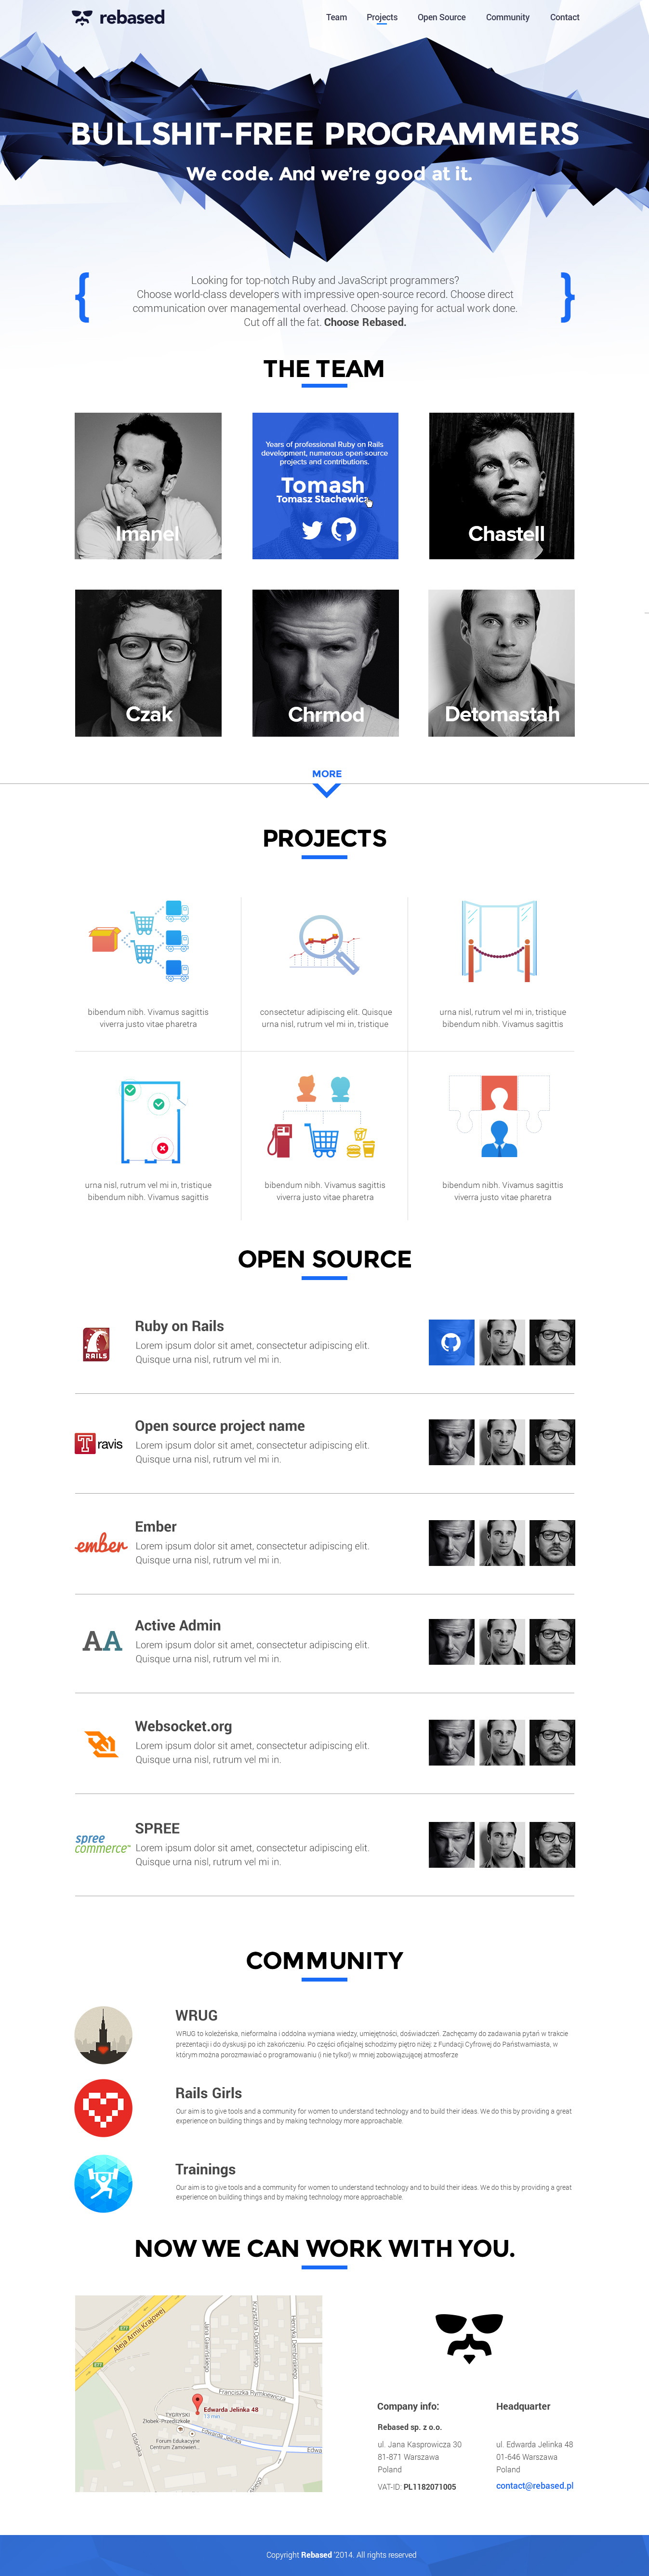 rebased
Team Projects Open Source Community Contact
BULLSHIT-FREE PROGRAMMERS
We code. And we're good at it.
{ }
Looking for top-notch Ruby and JavaScript programmers?
Choose world-class developers with impressive open-source record. Choose direct
communication over managerial overhead. Choose paying for actual work done.
Cut off all the fat. Choose Rebased.
THE TEAM
Imanel
Years of professional Ruby on Rails
development, numerous open-source
projects and contributions.
Tomash
Tomasz Stachewicz
Chastell
Czak
Chrmod
Detomastah
MORE
PROJECTS
bibendum nibh. Vivamus sagittis
viverra justo vitae pharetra
consectetur adipiscing elit. Quisque
urna nisl, rutrum vel mi in, tristique
urna nisl, rutrum vel mi in, tristique
bibendum nibh. Vivamus sagittis
urna nisl, rutrum vel mi in, tristique
bibendum nibh. Vivamus sagittis
bibendum nibh. Vivamus sagittis
viverra justo vitae pharetra
bibendum nibh. Vivamus sagittis
viverra justo vitae pharetra
OPEN SOURCE
RAILS
Ruby on Rails
Lorem ipsum dolor sit amet, consectetur adipiscing elit.
Quisque urna nisl, rutrum vel mi in.
Travis
Open source project name
Lorem ipsum dolor sit amet, consectetur adipiscing elit.
Quisque urna nisl, rutrum vel mi in.
ember
Ember
Lorem ipsum dolor sit amet, consectetur adipiscing elit.
Quisque urna nisl, rutrum vel mi in.
AA
Active Admin
Lorem ipsum dolor sit amet, consectetur adipiscing elit.
Quisque urna nisl, rutrum vel mi in.
Websocket.org
Lorem ipsum dolor sit amet, consectetur adipiscing elit.
Quisque urna nisl, rutrum vel mi in.
spree
commerce
SPREE
Lorem ipsum dolor sit amet, consectetur adipiscing elit.
Quisque urna nisl, rutrum vel mi in.
COMMUNITY
WRUG
WRUG to koleżeńska, nieformalna i oddolna wymiana wiedzy, umiejętności, doświadczeń. Zachęcamy do zadawania pytań w trakcie
prezentacji i do dyskusji po ich zakończeniu. Po części oficjalnej schodzimy piętro niżej: z Fundacji Cyfrowej do Państwamiasta, w
którym można porozmawiać o programowaniu (i nie tylko!) w mniej zobowiązującej atmosferze
Rails Girls
Our aim is to give tools and a community for women to understand technology and to build their ideas. We do this by providing a great
experience on building things and by making technology more approachable.
Trainings
Our aim is to give tools and a community for women to understand technology and to build their ideas. We do this by providing a great
experience on building things and by making technology more approachable.
NOW WE CAN WORK WITH YOU.
Aleja Armii Krajowej
E77
E77
Franciszka Rymkiewicza
Edwarda Jelinka 48
13 min
TYGRYSKI
Żłobek. Przedszkole
Forum Edukacyjne
Centrum Zamówień...
Edwarda Jelinka
Edwa
Gdańska
Company info:
Rebased sp. z o.o.
ul. Jana Kasprowicza 30
81-871 Warszawa
Poland
VAT-ID: PL1182071005
Headquarter
ul. Edwarda Jelinka 48
01-646 Warszawa
Poland
contact@rebased.pl
Copyright Rebased '2014. All rights reserved